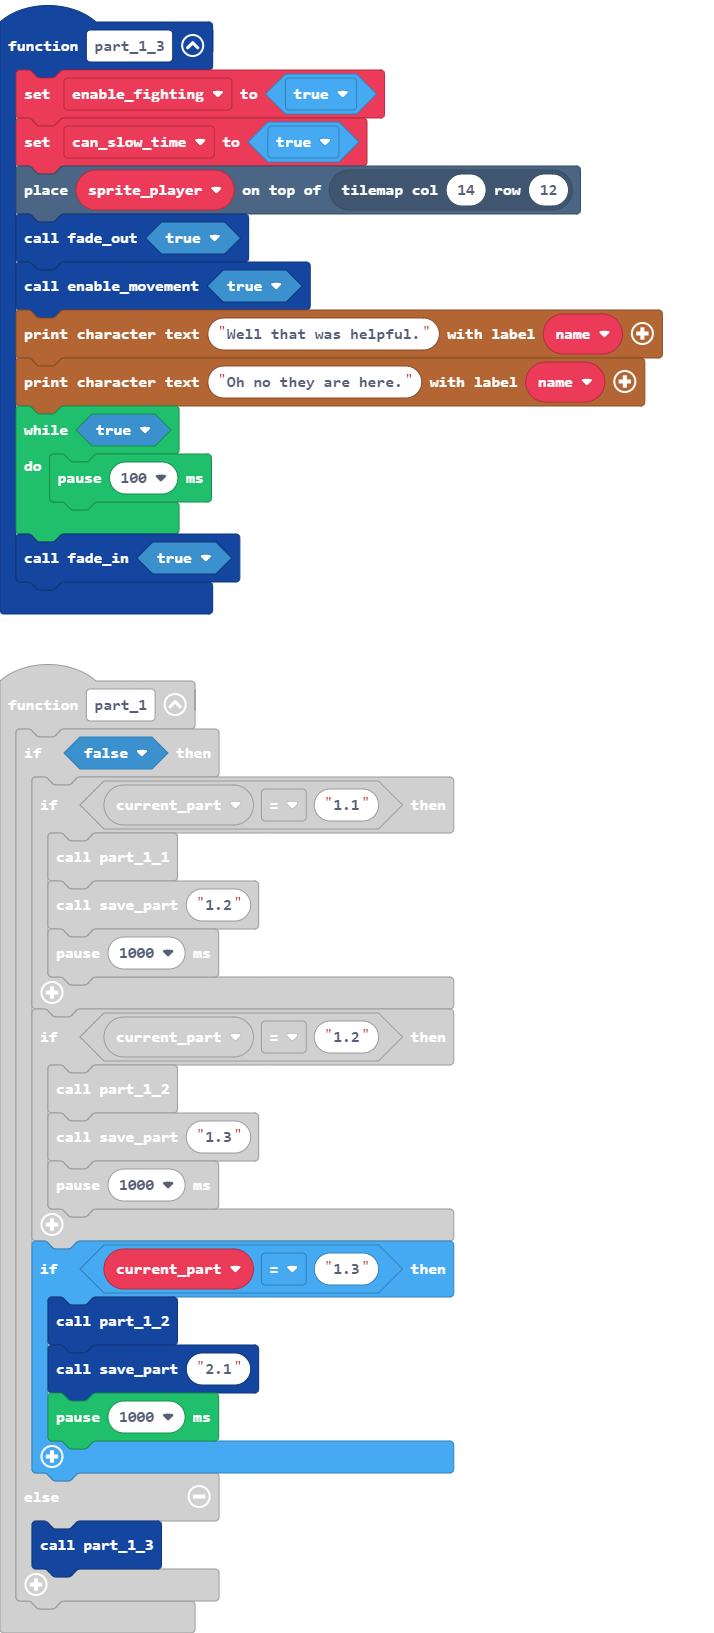 function part_1_3
set enable_fighting to true
set can_slow_time to true
place sprite_player on top of tilemap col 14 row 12
call fade_out true
call enable_movement true
print character text "Well that was helpful." with label name
print character text "Oh no they are here." with label name
while true
do
pause 100 ms
call fade_in true
function part_1
if false then
if current_part = "1.1" then
call part_1_1
call save_part "1.2"
pause 1000 ms
if current_part = "1.2" then
call part_1_2
call save_part "1.3"
pause 1000 ms
if current_part = "1.3" then
call part_1_2
call save_part "2.1"
pause 1000 ms
else
call part_1_3